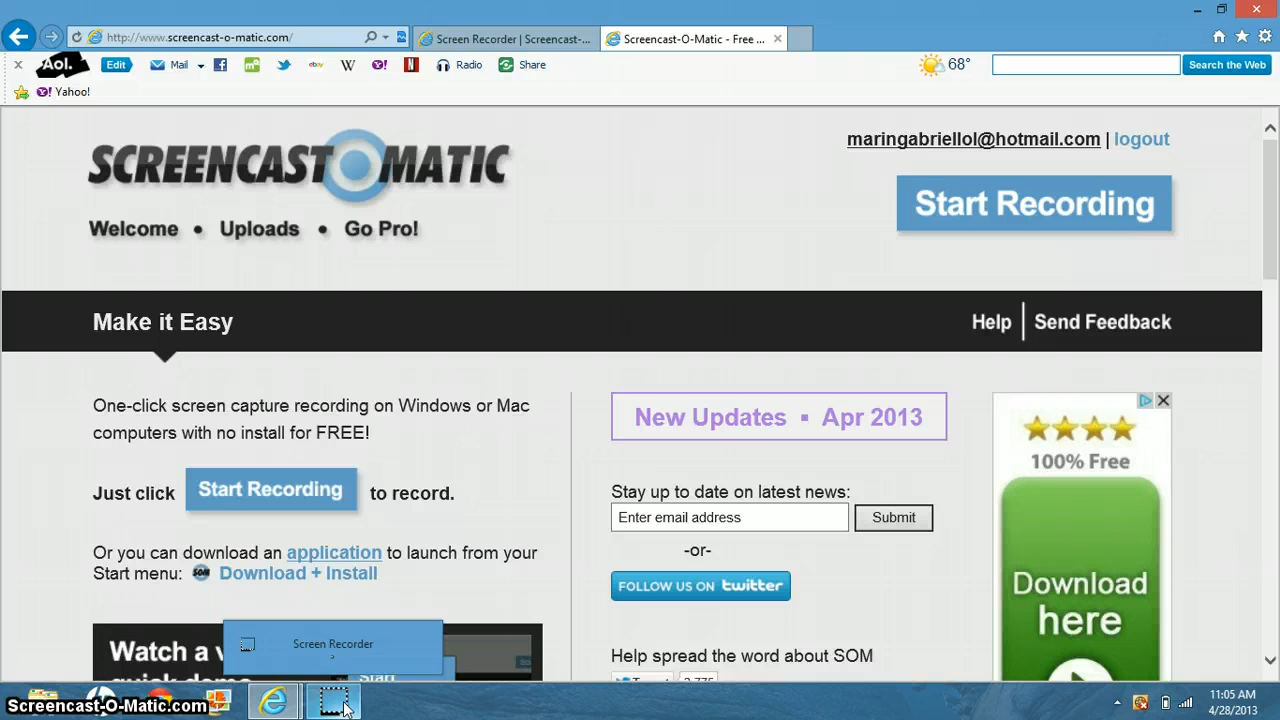 http://www.screencast-o-matic.com/
Screen Recorder | Screencast-...
Screencast-O-Matic - Free ...
Aol.
Edit
Mail
ebay
W
Y!
N
Radio
Share
68°
Search the Web
Y! Yahoo!
SCREENCAST O MATIC
maringabriellol@hotmail.com | logout
Start Recording
Welcome • Uploads • Go Pro!
Make it Easy
Help | Send Feedback
One-click screen capture recording on Windows or Mac
computers with no install for FREE!
Just click Start Recording to record.
Or you can download an application to launch from your
Start menu: SOM Download + Install
New Updates ▪ Apr 2013
Stay up to date on latest news:
Enter email address
Submit
-or-
FOLLOW US ON twitter
Help spread the word about SOM
Tweet
3,775
100% Free
Download
here
Watch a
Screen Recorder
Start
Screencast-O-Matic.com
11:05 AM
4/28/2013